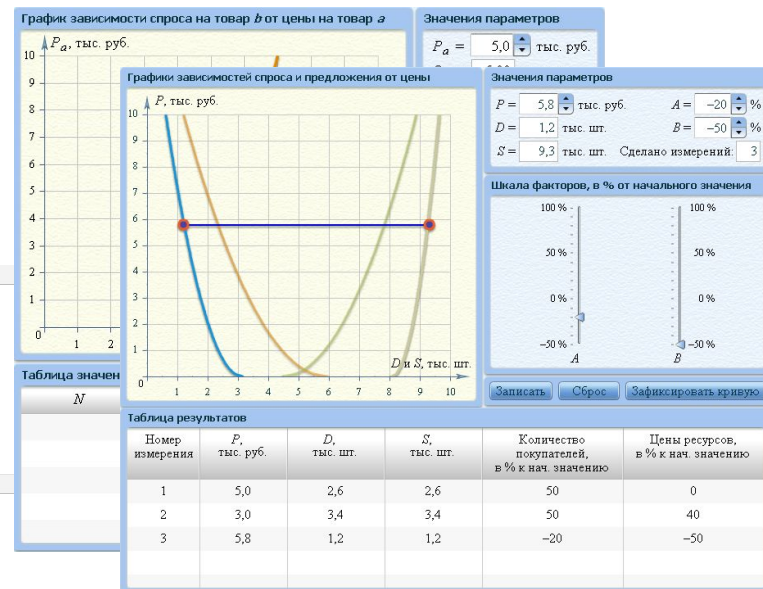 График зависимости спроса на товар b от цены на товар a
Значения параметров
Pa, тыс. руб.
Pa = 5,0 тыс. руб.
10
9
8
7
6
5
4
3
2
1
0
1 2
Таблица значен
N
Графики зависимостей спроса и предложения от цены
P, тыс. руб.
10
9
8
7
6
5
4
3
2
1
D и S, тыс. шт.
0
1 2 3 4 5 6 7 8 9 10
Значения параметров
P = 5,8 тыс. руб. A = –20 %
D = 1,2 тыс. шт. B = –50 %
S = 9,3 тыс. шт. Сделано измерений: 3
Шкала факторов, в % от начального значения
100 % 100 %
50 % 50 %
0 % 0 %
–50 % –50 %
A B
Записать Сброс Зафиксировать кривую
Таблица результатов
Номер измерения P, тыс. руб. D, тыс. шт. S, тыс. шт. Количество покупателей, в % к нач. значению Цены ресурсов, в % к нач. значению
1 5,0 2,6 2,6 50 0
2 3,0 3,4 3,4 50 40
3 5,8 1,2 1,2 –20 –50